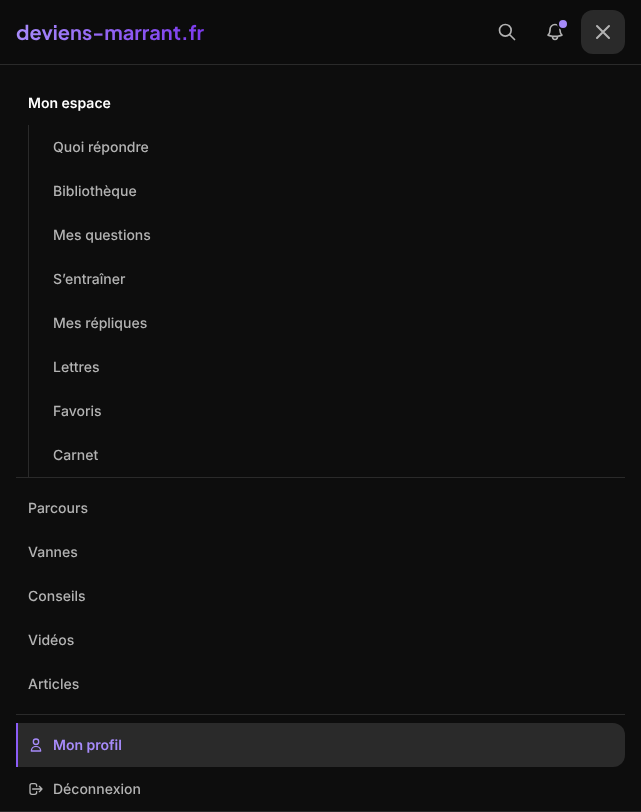 deviens-marrant.fr
Mon espace
Quoi répondre
Bibliothèque
Mes questions
S’entraîner
Mes répliques
Lettres
Favoris
Carnet
Parcours
Vannes
Conseils
Vidéos
Articles
Mon profil
Déconnexion